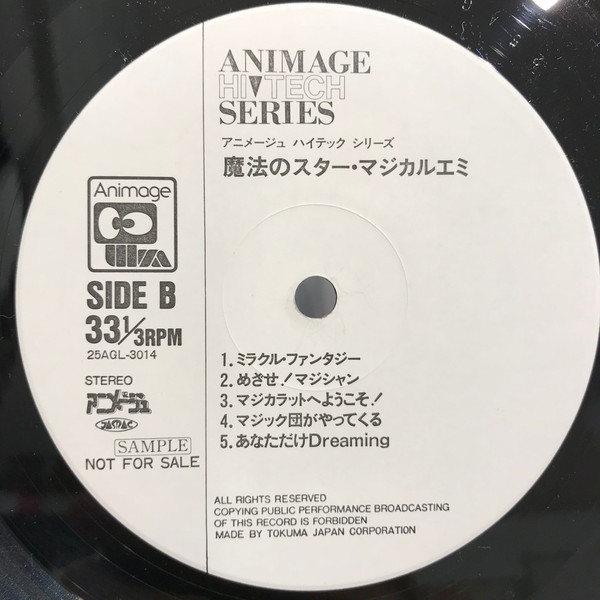 ANIMAGE
HI TECH
SERIES
アニメージュ ハイテック シリーズ
魔法のスター・マジカルエミ
Animage
SIDE B
33 1/3 RPM
25AGL-3014
STEREO
アニメージュ
JASRAC
SAMPLE
NOT FOR SALE
1. ミラクル・ファンタジー
2. めざせ!マジシャン
3. マジカラットへようこそ!
4. マジック団がやってくる
5. あなただけDreaming
ALL RIGHTS RESERVED
COPYING PUBLIC PERFORMANCE BROADCASTING
OF THIS RECORD IS FORBIDDEN
MADE BY TOKUMA JAPAN CORPORATION